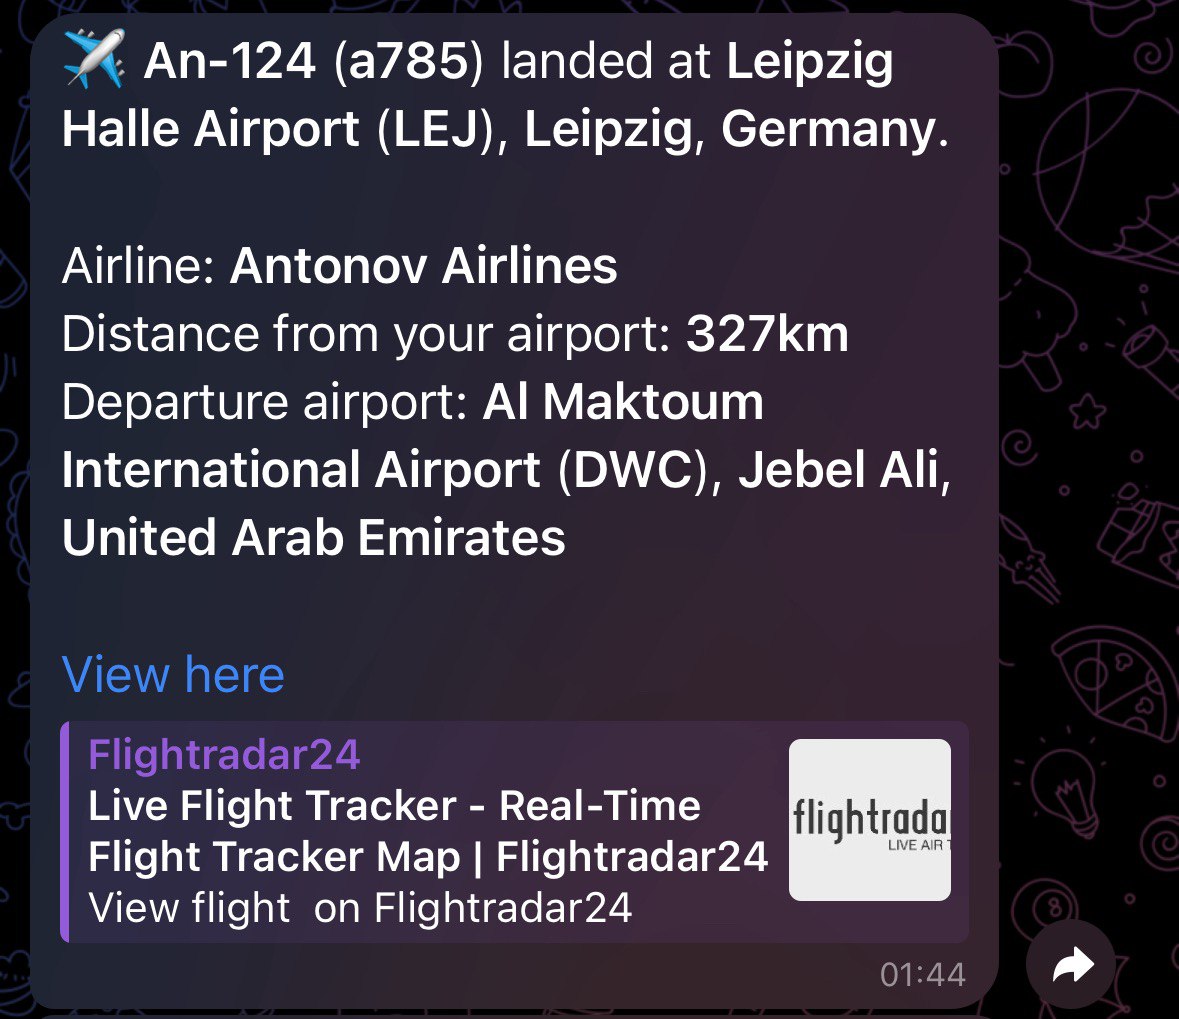 An-124 (a785) landed at Leipzig
Halle Airport (LEJ), Leipzig, Germany.
Airline: Antonov Airlines
Distance from your airport: 327km
Departure airport: Al Maktoum
International Airport (DWC), Jebel Ali,
United Arab Emirates
View here
Flightradar24
Live Flight Tracker - Real-Time
Flight Tracker Map | Flightradar24
View flight on Flightradar24
flightradar
LIVE AIR T
01:44
8